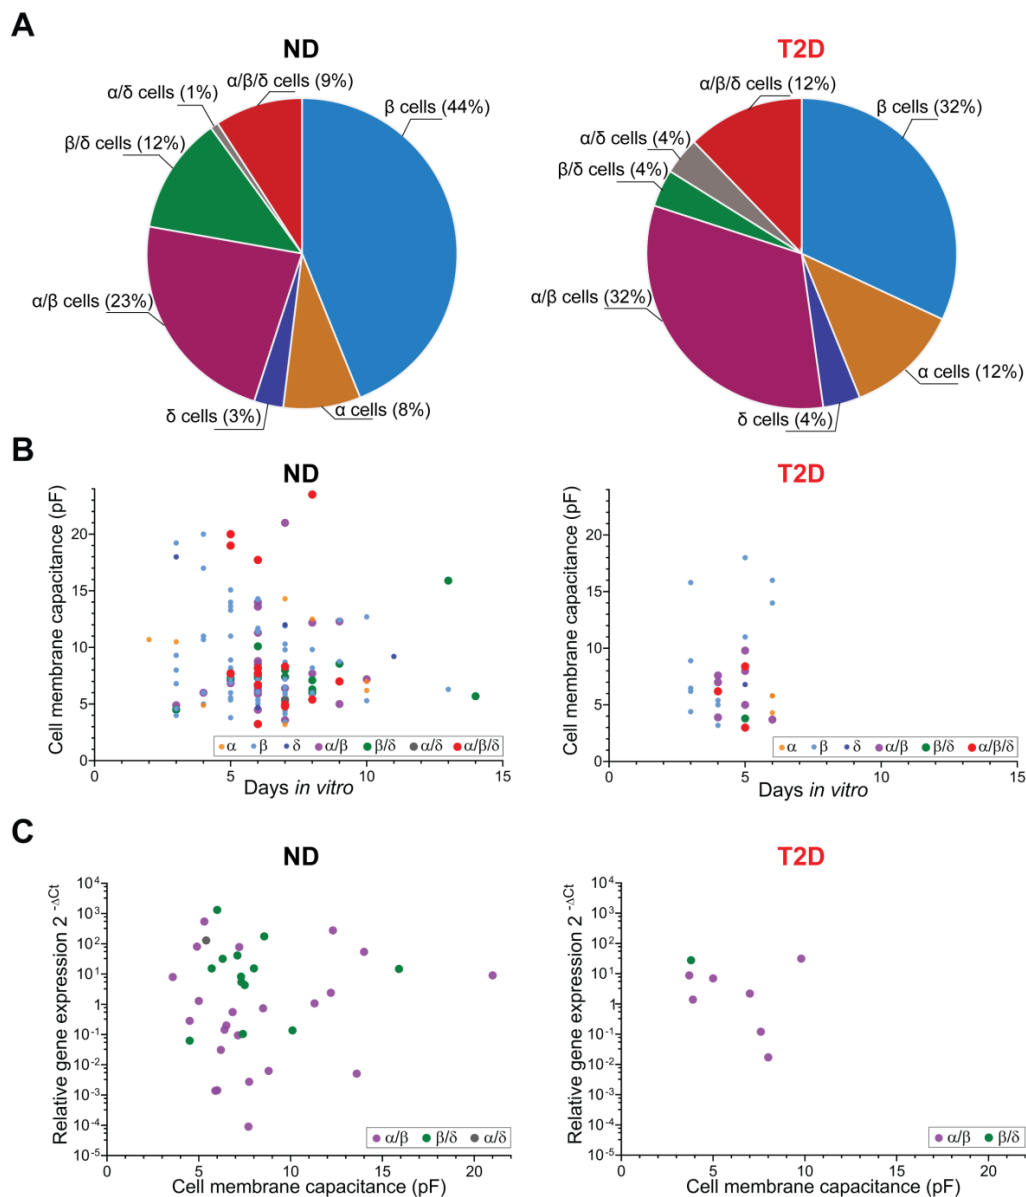 A
ND
T2D
α/β/δ cells (9%)
α/δ cells (1%)
β/δ cells (12%)
α/β cells (23%)
δ cells (3%)
α cells (8%)
β cells (44%)
α/β/δ cells (12%)
α/δ cells (4%)
β/δ cells (4%)
α/β cells (32%)
δ cells (4%)
α cells (12%)
β cells (32%)
B
ND
T2D
Cell membrane capacitance (pF)
20
15
10
5
0
0 5 10 15
Days in vitro
α β δ α/β β/δ α/δ α/β/δ
Cell membrane capacitance (pF)
20
15
10
5
0
0 5 10 15
Days in vitro
α β δ α/β β/δ α/β/δ
C
ND
T2D
Relative gene expression 2 -ΔCt
10⁴
10³
10²
10
1
10⁻¹
10⁻²
10⁻³
10⁻⁴
10⁻⁵
0 5 10 15 20
Cell membrane capacitance (pF)
α/β β/δ α/δ
Relative gene expression 2 -ΔCt
10⁴
10³
10²
10
1
10⁻¹
10⁻²
10⁻³
10⁻⁴
10⁻⁵
0 5 10 15 20
Cell membrane capacitance (pF)
α/β β/δ